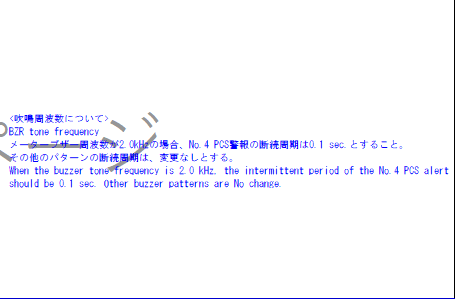 <吹鳴周波数について>
BZR tone frequency
メーターブザー周波数が2.0kHzの場合、No.4 PCS警報の断続周期は0.1 sec.とすること。
その他のパターンの断続周期は、変更なしとする。
When the buzzer tone frequency is 2.0 kHz, the intermittent period of the No.4 PCS alert
should be 0.1 sec. Other buzzer patterns are No change.